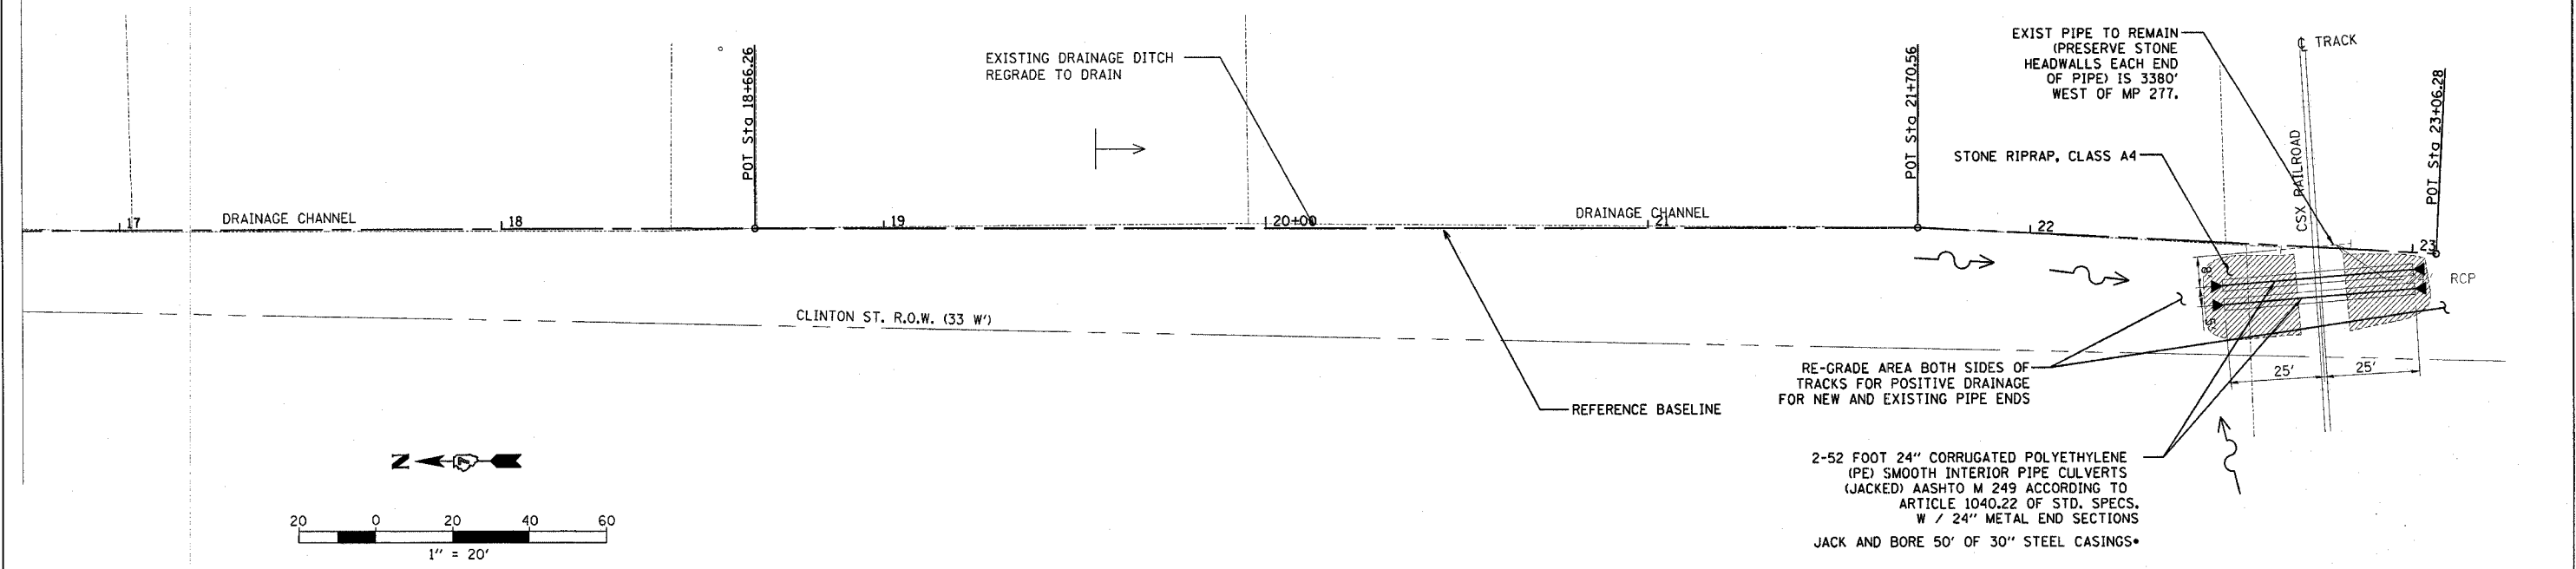 EXIST PIPE TO REMAIN
(PRESERVE STONE
HEADWALLS EACH END
OF PIPE) IS 3380'
WEST OF MP 277.
℄ TRACK
EXISTING DRAINAGE DITCH
REGRADE TO DRAIN
POT Sta 18+66.26
POT Sta 21+70.56
POT Sta 23+06.28
STONE RIPRAP, CLASS A4
CSX RAILROAD
17
DRAINAGE CHANNEL
18
19
20+00
DRAINAGE CHANNEL
21
22
23
RCP
8'
5'
CLINTON ST. R.O.W. (33 W')
RE-GRADE AREA BOTH SIDES OF
TRACKS FOR POSITIVE DRAINAGE
FOR NEW AND EXISTING PIPE ENDS
25'
25'
REFERENCE BASELINE
N
2-52 FOOT 24" CORRUGATED POLYETHYLENE
(PE) SMOOTH INTERIOR PIPE CULVERTS
(JACKED) AASHTO M 249 ACCORDING TO
ARTICLE 1040.22 OF STD. SPECS.
W / 24" METAL END SECTIONS
JACK AND BORE 50' OF 30" STEEL CASINGS*
20 0 20 40 60
1" = 20'